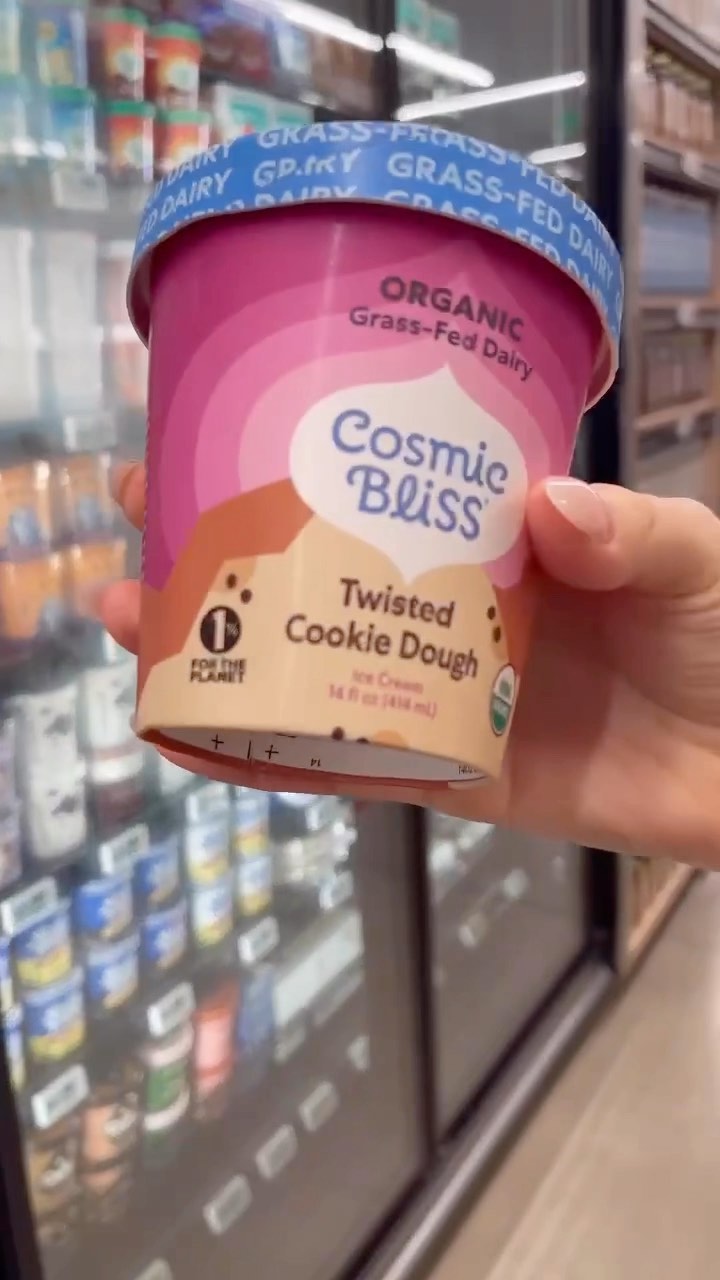 GRASS-FED DAIRY
ORGANIC
Grass-Fed Dairy
Cosmic
Bliss
Twisted
Cookie Dough
Ice Cream
14 fl oz (414 mL)
1%
FOR THE
PLANET